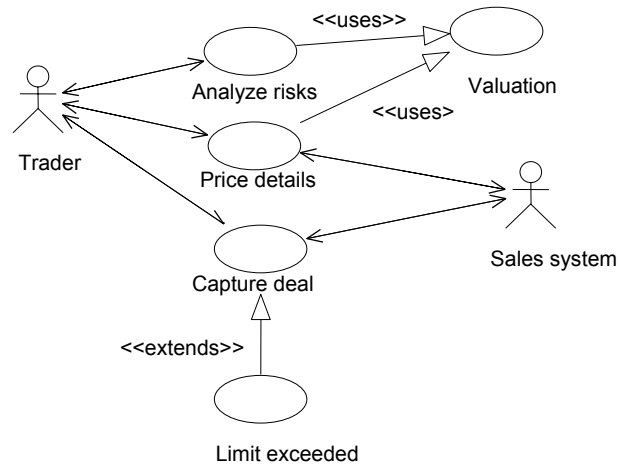 <<uses>>
Analyze risks
Valuation
<<uses>
Trader
Price details
Sales system
Capture deal
<<extends>>
Limit exceeded